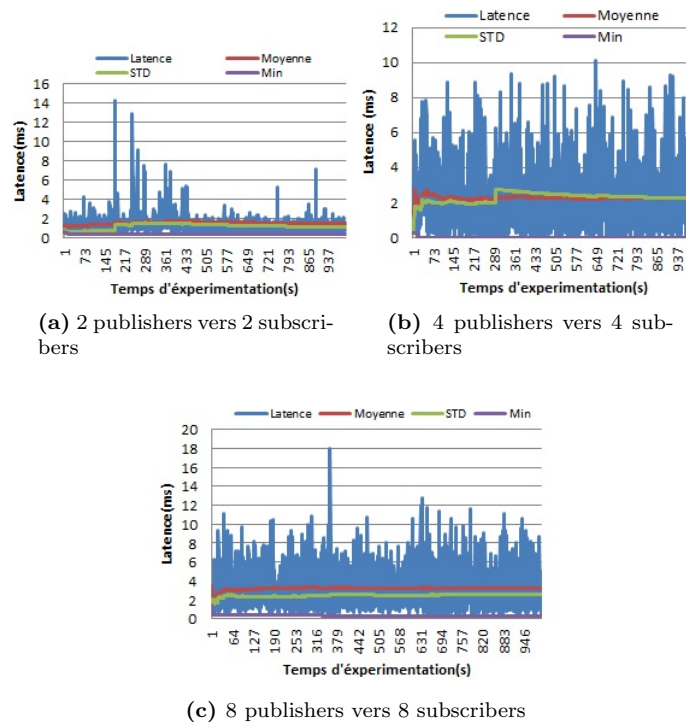 Latence Moyenne
STD Min
Latence(ms)
16
14
12
10
8
6
4
2
0
1 73 145 217 289 361 433 505 577 649 721 793 865 937
Temps d'éxperimentation(s)
(a) 2 publishers vers 2 subscri-
bers
Latence Moyenne
STD Min
Latence (ms)
12
10
8
6
4
2
0
1 73 145 217 289 361 433 505 577 649 721 793 865 937
Temps d'experimentation(s)
(b) 4 publishers vers 4 sub-
scribers
Latence Moyenne STD Min
Latence(ms)
20
18
16
14
12
10
8
6
4
2
0
1 64 127 190 253 316 379 442 505 568 631 694 757 820 883 946
Temps d'éxperimentation(s)
(c) 8 publishers vers 8 subscribers